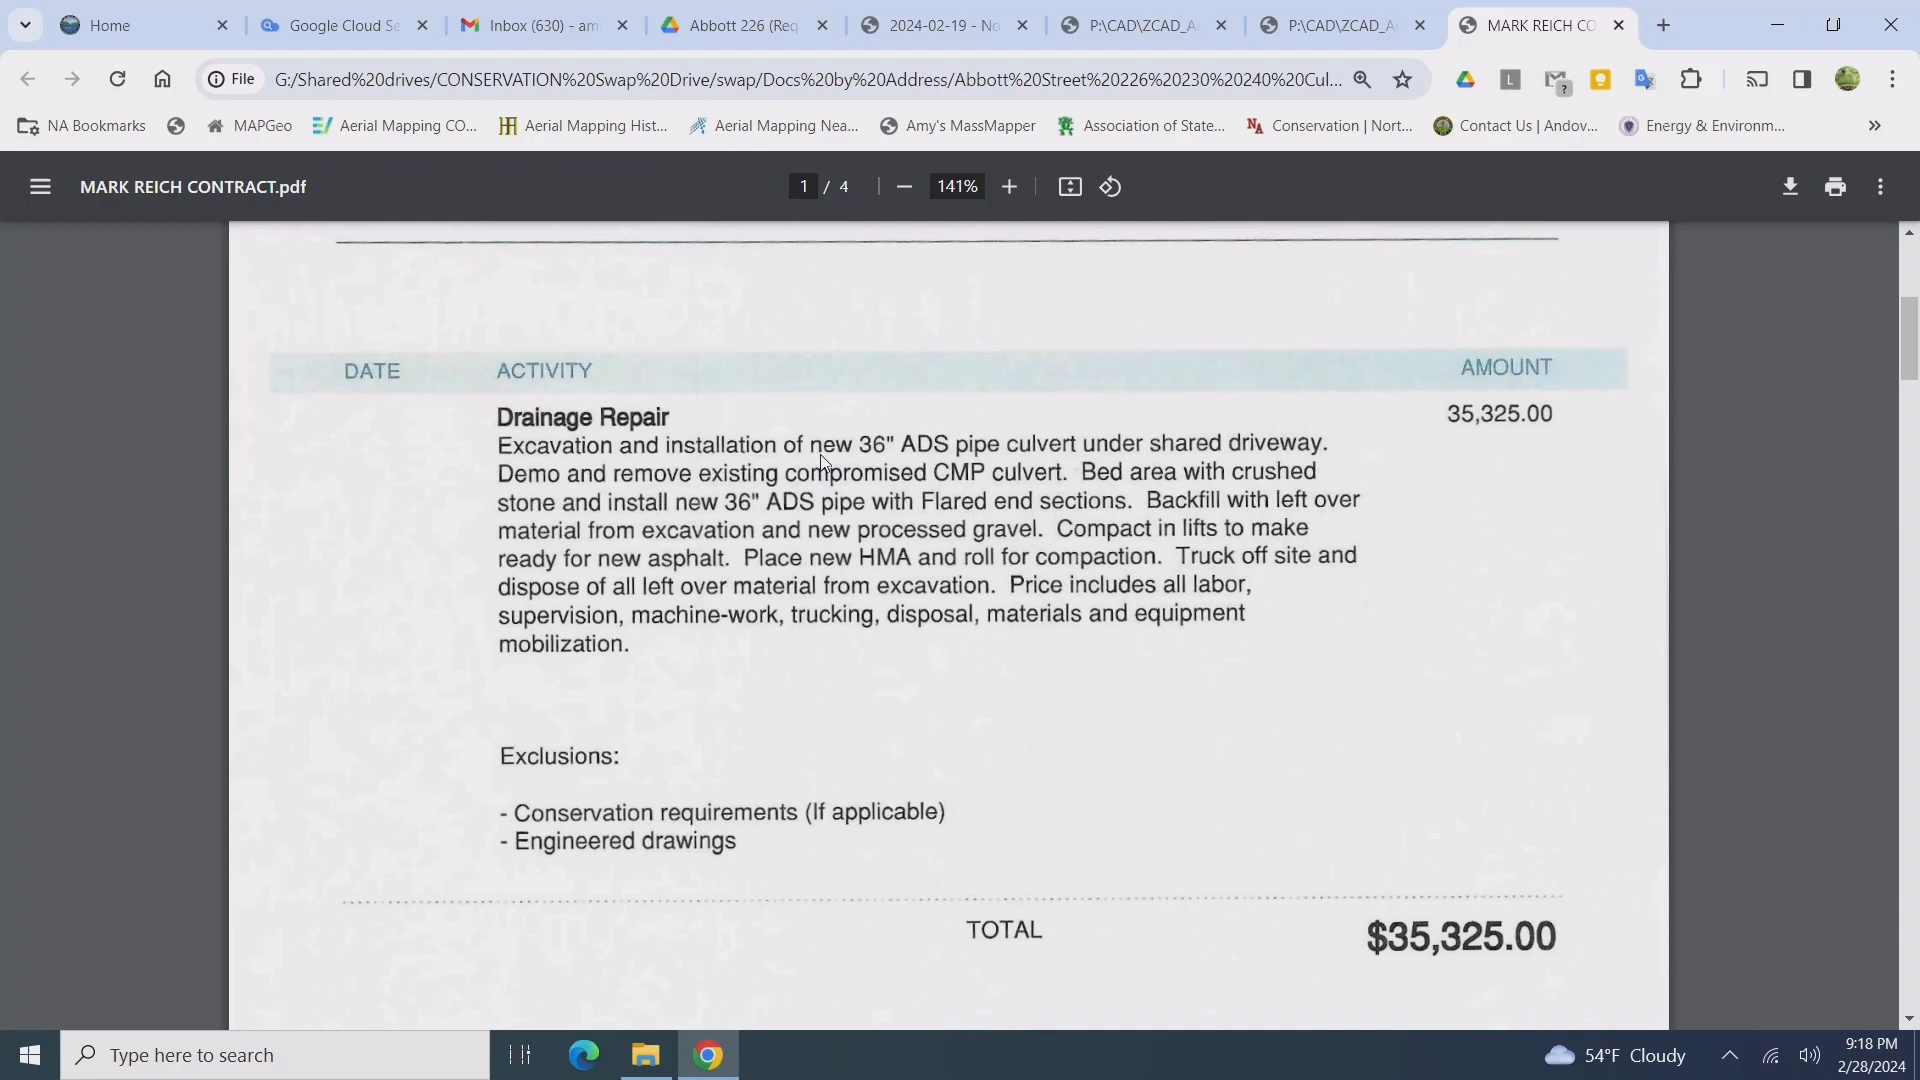 Home
Google Cloud Se
Inbox (630) - am
Abbott 226 (Req
2024-02-19 - No
P:\CAD\ZCAD_A
P:\CAD\ZCAD_A
MARK REICH CO
File
G:/Shared%20drives/CONSERVATION%20Swap%20Drive/swap/Docs%20by%20Address/Abbott%20Street%20226%20230%20240%20Cul...
NA Bookmarks
MAPGeo
Aerial Mapping CO...
Aerial Mapping Hist...
Aerial Mapping Nea...
Amy's MassMapper
Association of State...
Conservation | Nort...
Contact Us | Andov...
Energy & Environm...
»
MARK REICH CONTRACT.pdf
1 / 4
141%
DATE ACTIVITY AMOUNT
Drainage Repair 35,325.00
Excavation and installation of new 36" ADS pipe culvert under shared driveway.
Demo and remove existing compromised CMP culvert. Bed area with crushed
stone and install new 36" ADS pipe with Flared end sections. Backfill with left over
material from excavation and new processed gravel. Compact in lifts to make
ready for new asphalt. Place new HMA and roll for compaction. Truck off site and
dispose of all left over material from excavation. Price includes all labor,
supervision, machine-work, trucking, disposal, materials and equipment
mobilization.
Exclusions:
- Conservation requirements (If applicable)
- Engineered drawings
TOTAL $35,325.00
Type here to search
54°F Cloudy
9:18 PM
2/28/2024